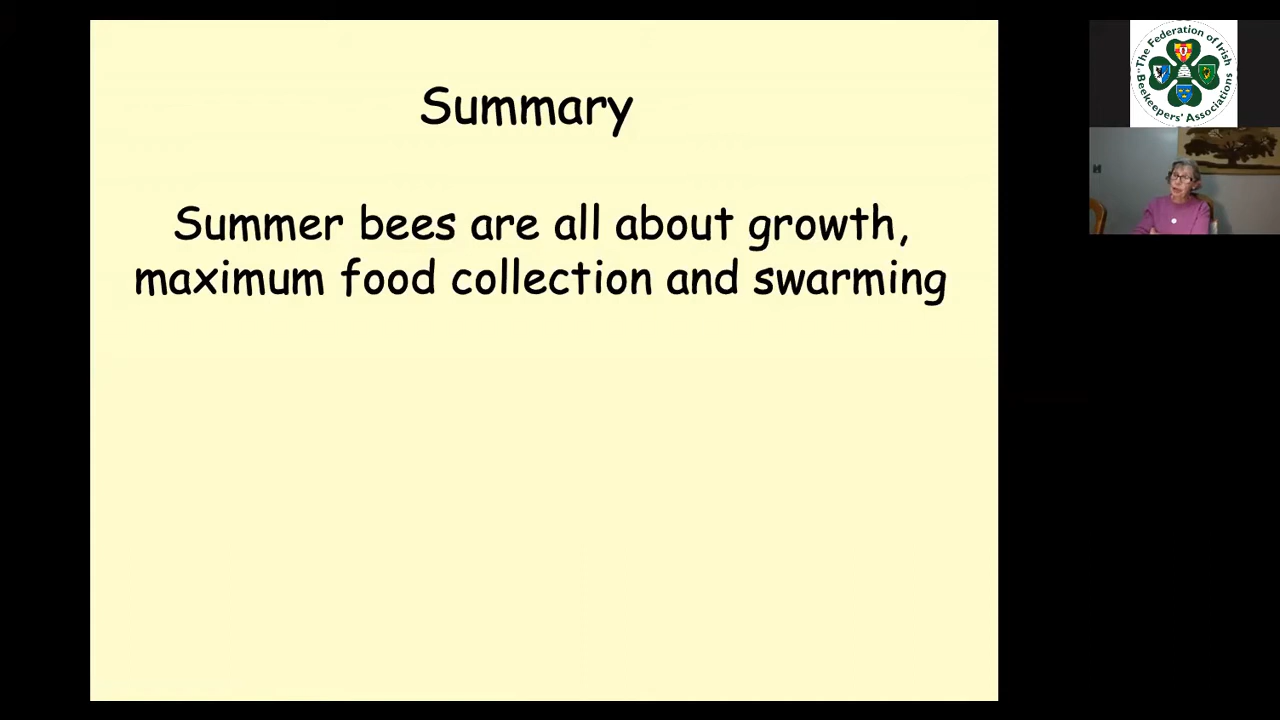 Summary
Summer bees are all about growth,
maximum food collection and swarming
"The Federation of Irish
Beekeepers' Associations"